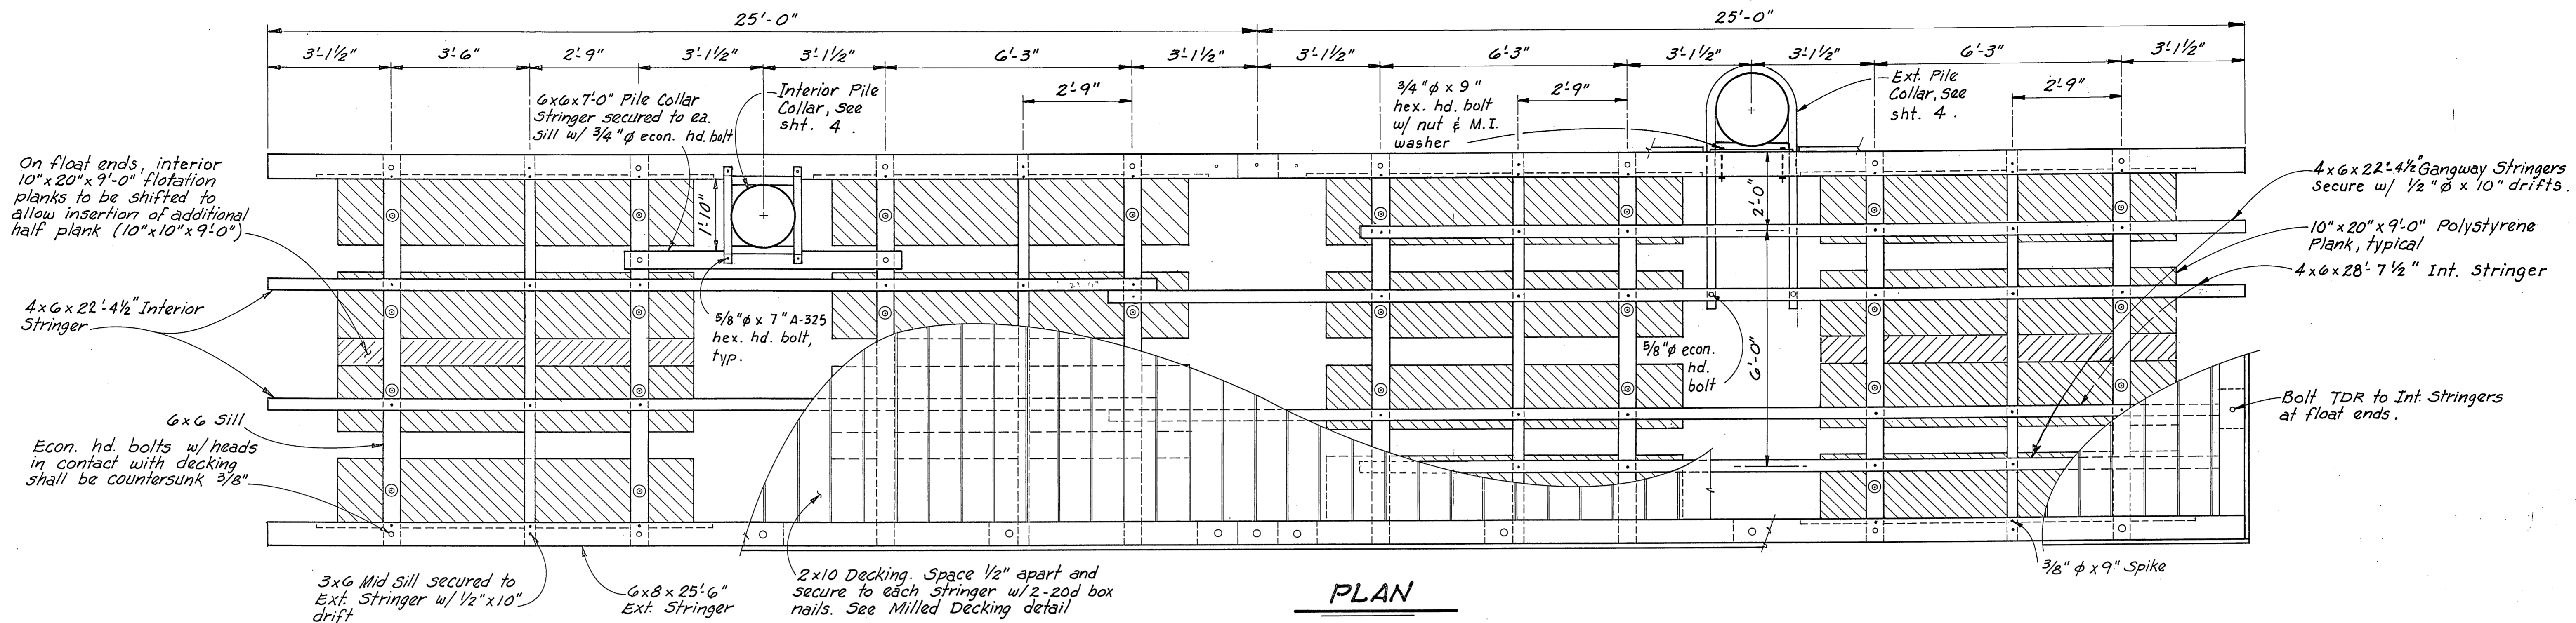 25'-0"
25'-0"
3'-1½"
3'-6"
2'-9"
3'-1½"
3'-1½"
6'-3"
3'-1½"
3'-1½"
6'-3"
3'-1½"
3'-1½"
6'-3"
3'-1½"
2'-9"
2'-9"
2'-9"
6x6x7'-0" Pile Collar
Stringer secured to ea.
sill w/ ¾" ϕ econ. hd. bolt
Interior Pile
Collar, see
sht. 4.
¾" ϕ x 9"
hex. hd. bolt
w/ nut & M.I.
washer
Ext. Pile
Collar, see
sht. 4.
On float ends, interior
10"x20"x9'-0" flotation
planks to be shifted to
allow insertion of additional
half plank (10"x10"x9'-0")
1'-10"
2'-0"
4x6x22'-4½" Gangway Stringers
secure w/ ½" ϕ x 10" drifts.
10"x20"x9'-0" Polystyrene
Plank, typical
4x6x28'-7½" Int. Stringer
4x6x22'-4½" Interior
Stringer
5/8" ϕ x 7" A-325
hex. hd. bolt,
typ.
5/8" ϕ econ.
hd.
bolt
6'-0"
Bolt TDR to Int. Stringers
at float ends.
6x6 Sill
Econ. hd. bolts w/ heads
in contact with decking
shall be countersunk 3/8"
3x6 Mid Sill secured to
Ext. Stringer w/ ½"x10"
drift
6x8x25'-6"
Ext. Stringer
2x10 Decking. Space ½" apart and
secure to each stringer w/2-20d box
nails. See Milled Decking detail
3/8" ϕ x 9" Spike
PLAN